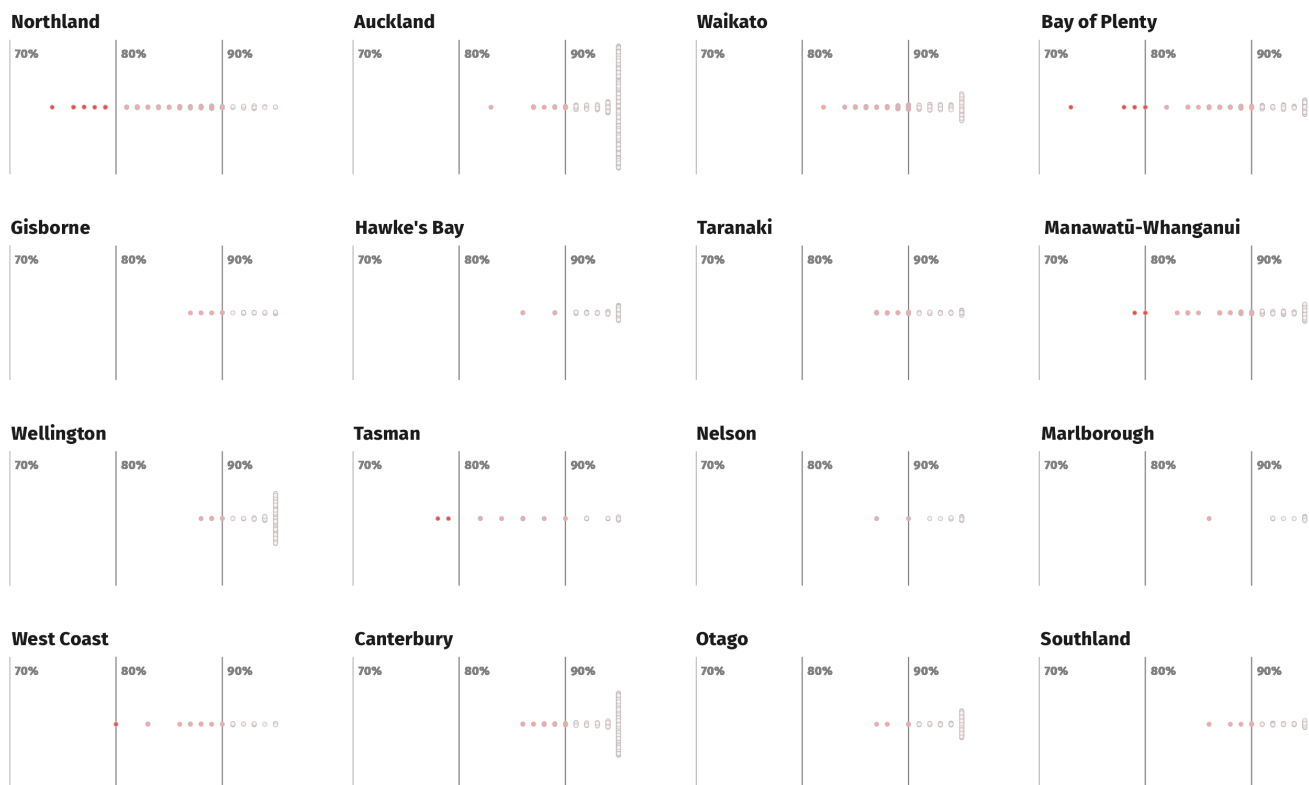 Northland
70% 80% 90%
Auckland
70% 80% 90%
Waikato
70% 80% 90%
Bay of Plenty
70% 80% 90%
Gisborne
70% 80% 90%
Hawke's Bay
70% 80% 90%
Taranaki
70% 80% 90%
Manawatū-Whanganui
70% 80% 90%
Wellington
70% 80% 90%
Tasman
70% 80% 90%
Nelson
70% 80% 90%
Marlborough
70% 80% 90%
West Coast
70% 80% 90%
Canterbury
70% 80% 90%
Otago
70% 80% 90%
Southland
70% 80% 90%